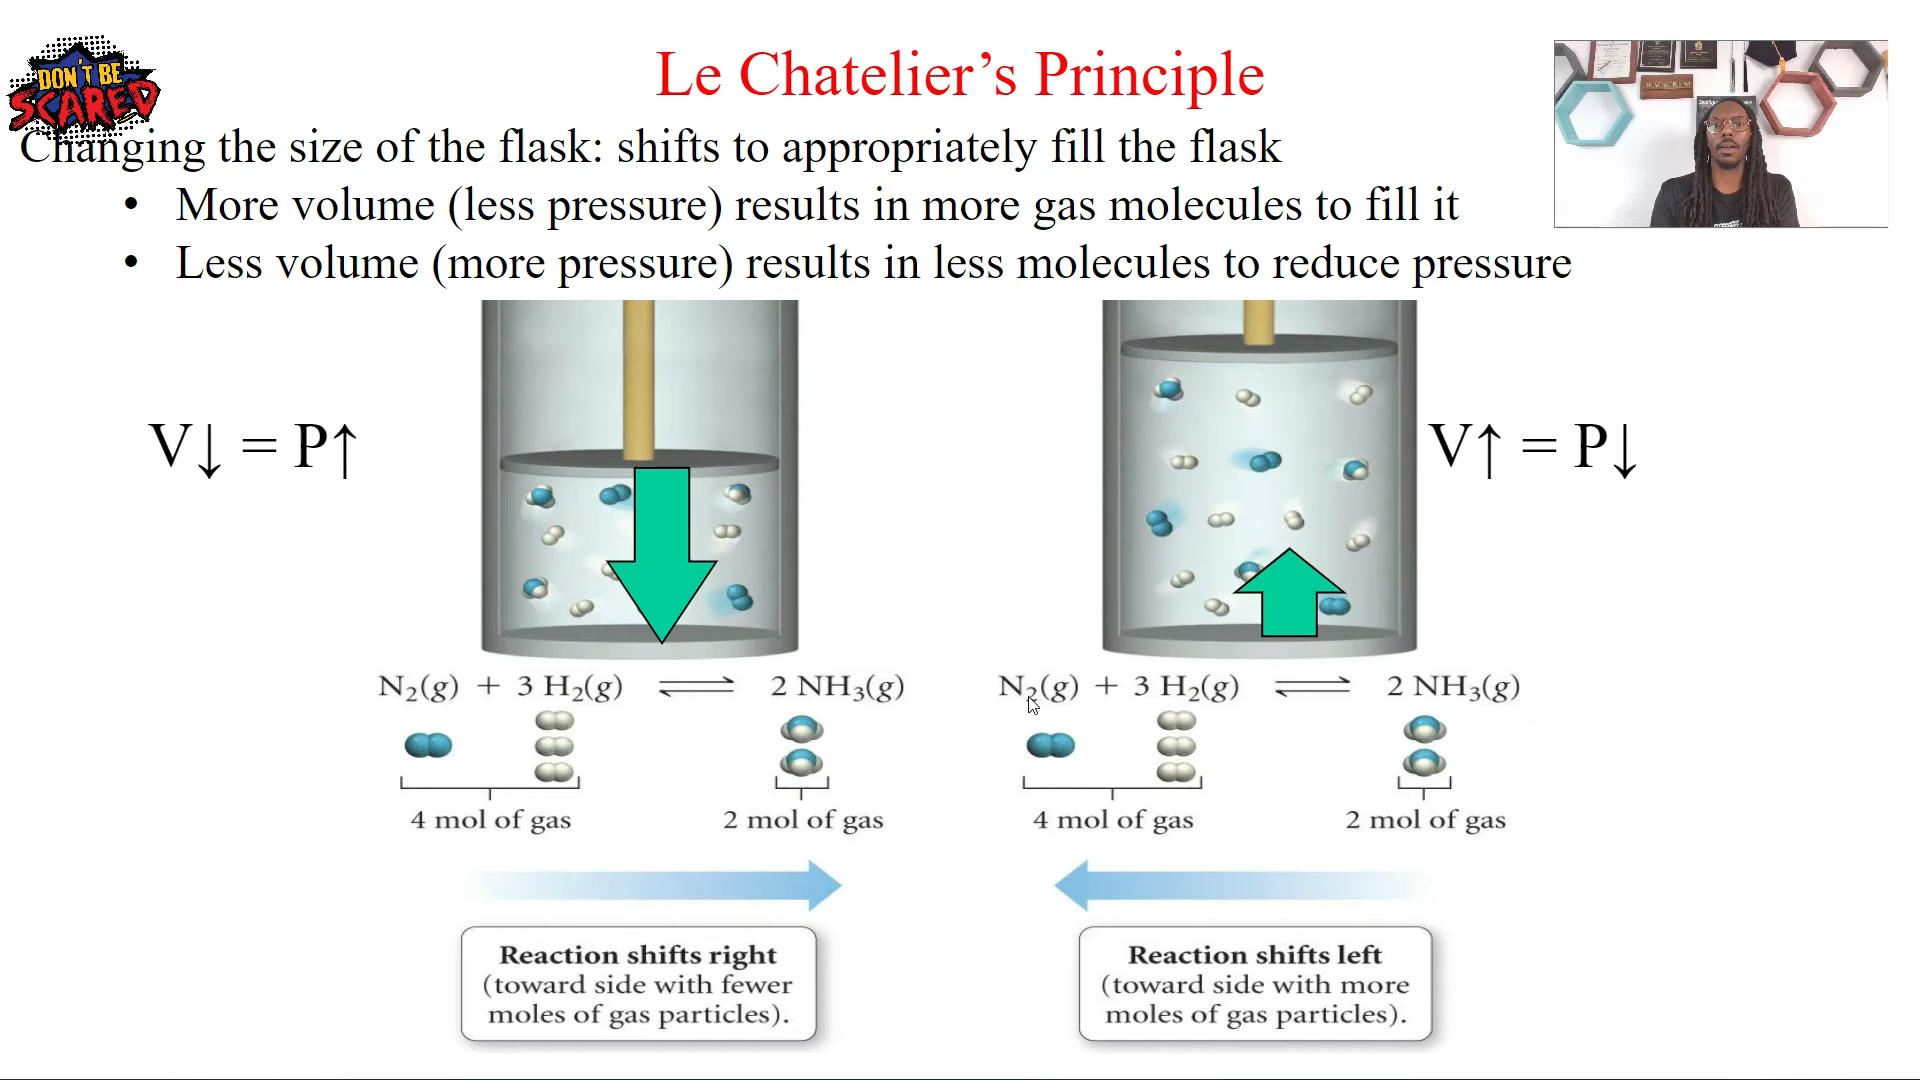 DON'T BE
SCARED
Le Chatelier’s Principle
Changing the size of the flask: shifts to appropriately fill the flask
• More volume (less pressure) results in more gas molecules to fill it
• Less volume (more pressure) results in less molecules to reduce pressure
V↓ = P↑
V↑ = P↓
N₂(g) + 3 H₂(g) ⇌ 2 NH₃(g)
N₂(g) + 3 H₂(g) ⇌ 2 NH₃(g)
4 mol of gas
2 mol of gas
4 mol of gas
2 mol of gas
Reaction shifts right
(toward side with fewer
moles of gas particles).
Reaction shifts left
(toward side with more
moles of gas particles).